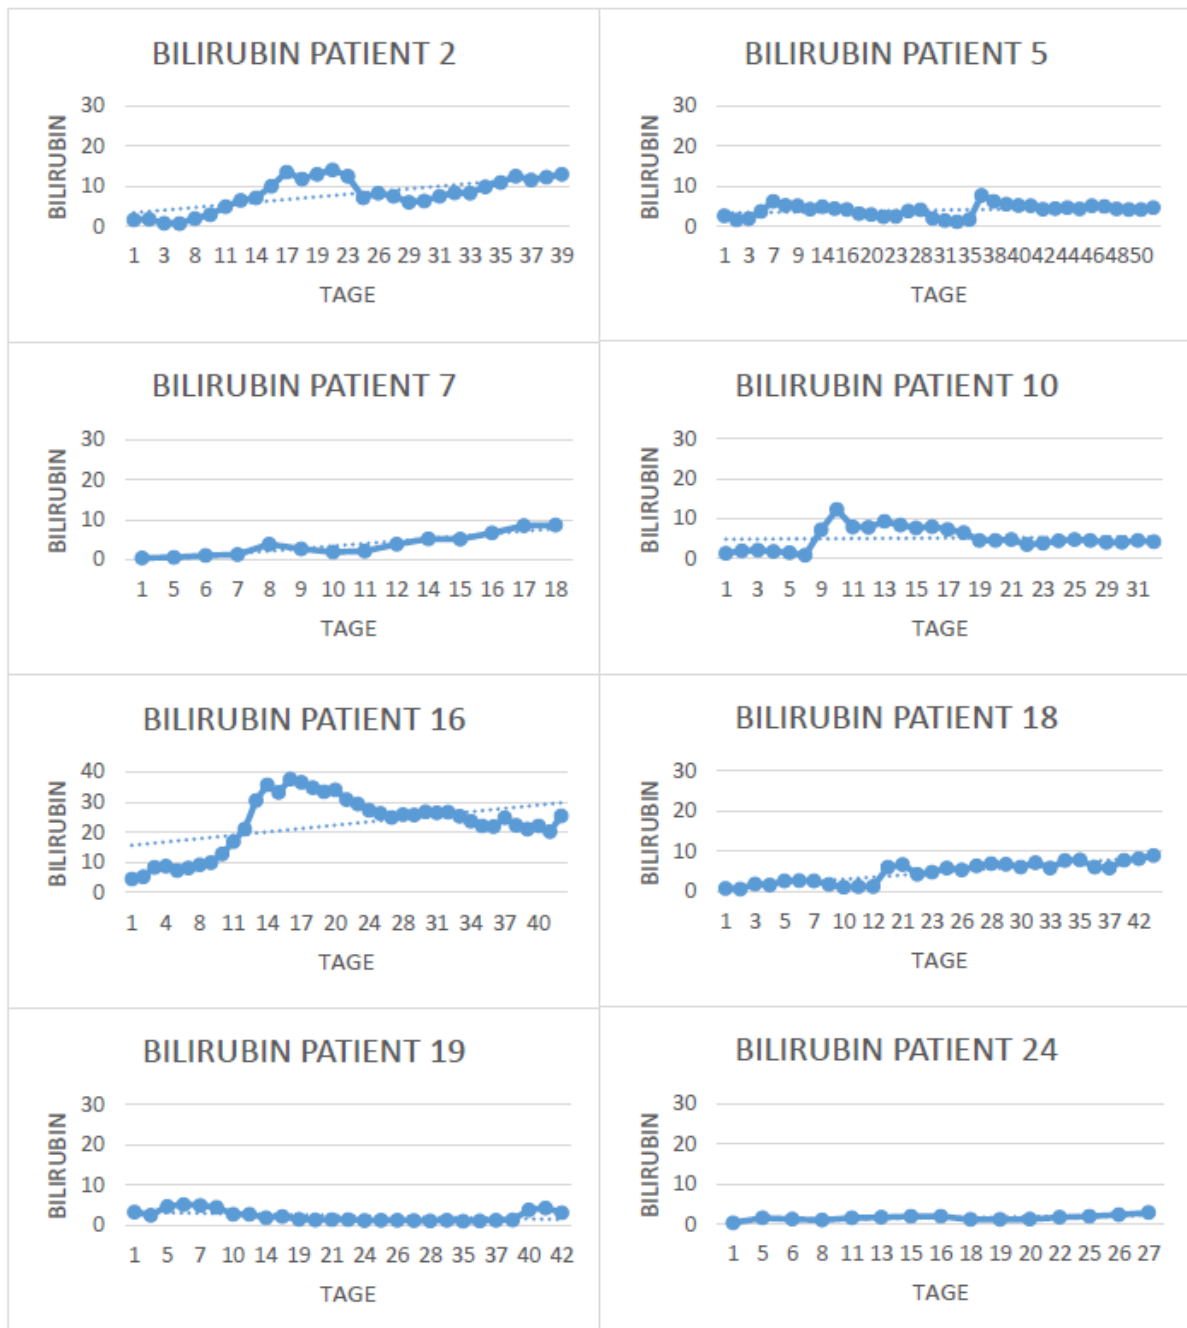 BILIRUBIN PATIENT 2
30
20
10
0
BILIRUBIN
1 3 8 11 14 17 19 23 26 29 31 33 35 37 39
TAGE
BILIRUBIN PATIENT 5
30
20
10
0
BILIRUBIN
1 3 7 9 1416202328313538404244464850
TAGE
BILIRUBIN PATIENT 7
30
20
10
0
BILIRUBIN
1 5 6 7 8 9 10 11 12 14 15 16 17 18
TAGE
BILIRUBIN PATIENT 10
30
20
10
0
BILIRUBIN
1 3 5 9 11 13 15 17 19 21 23 25 29 31
TAGE
BILIRUBIN PATIENT 16
40
30
20
10
0
BILIRUBIN
1 4 8 11 14 17 20 24 28 31 34 37 40
TAGE
BILIRUBIN PATIENT 18
30
20
10
0
BILIRUBIN
1 3 5 7 10 12 21 23 26 28 30 33 35 37 42
TAGE
BILIRUBIN PATIENT 19
30
20
10
0
BILIRUBIN
1 5 7 10 14 19 21 24 26 28 35 37 40 42
TAGE
BILIRUBIN PATIENT 24
30
20
10
0
BILIRUBIN
1 5 6 8 11 13 15 16 18 19 20 22 25 26 27
TAGE